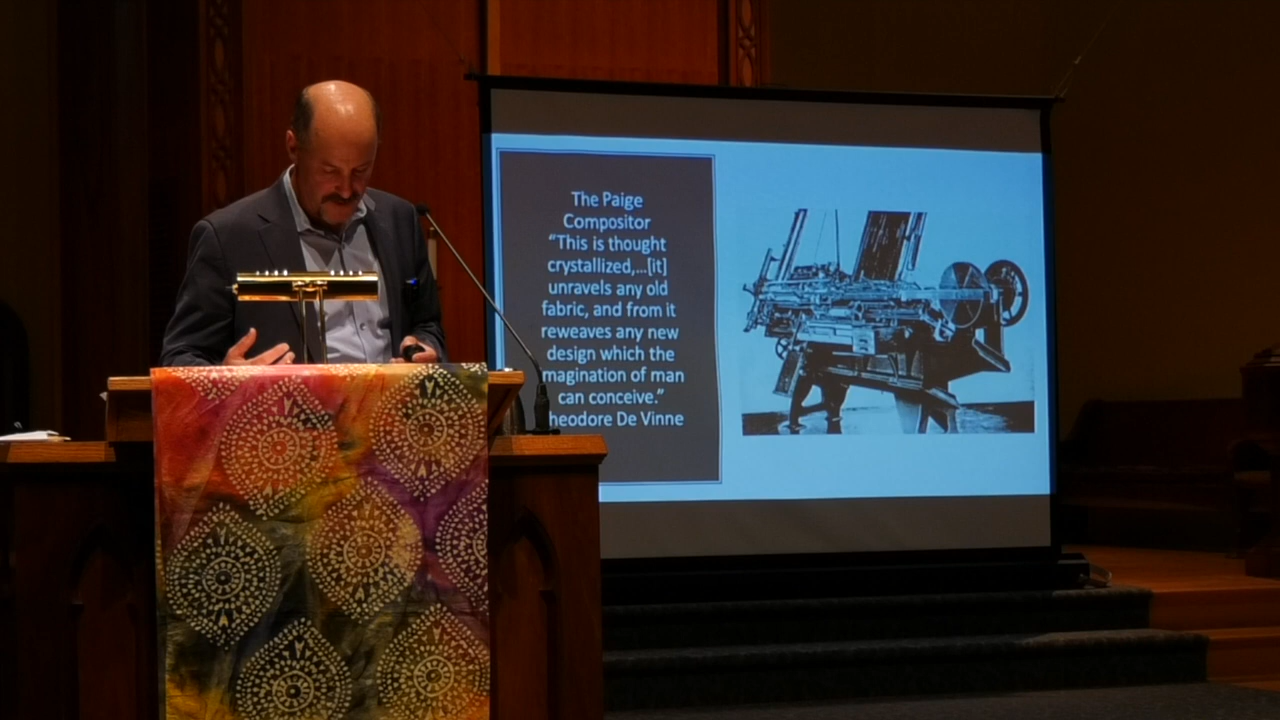 The Paige
Compositor
“This is thought
crystallized,...[it]
unravels any old
fabric, and from it
reweaves any new
design which the
magination of man
can conceive.”
heodore De Vinne